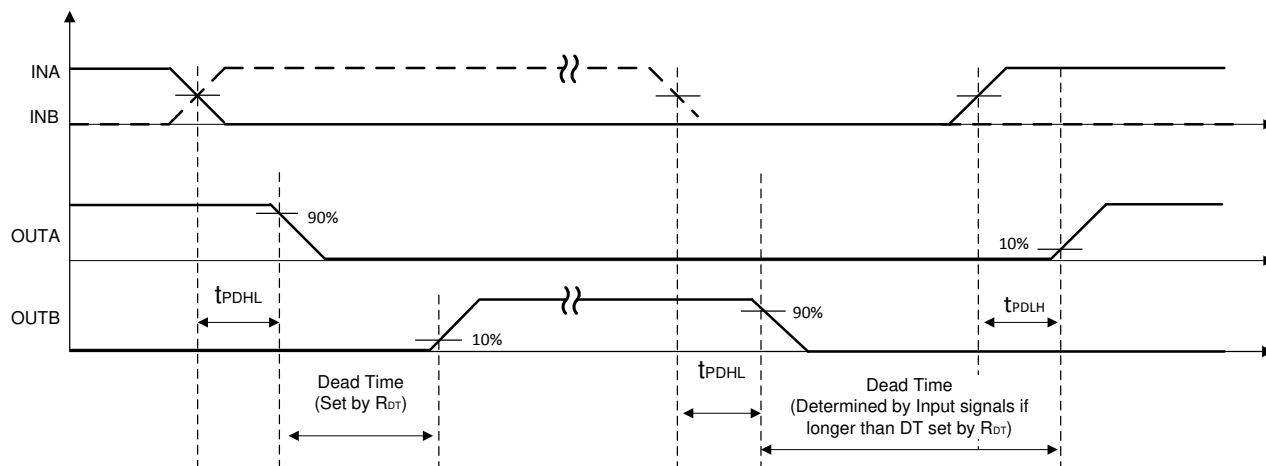 INA
INB
OUTA
90%
10%
OUTB
tPDHL
10%
90%
tPDLH
Dead Time
(Set by RDT)
tPDHL
Dead Time
(Determined by Input signals if
longer than DT set by RDT)